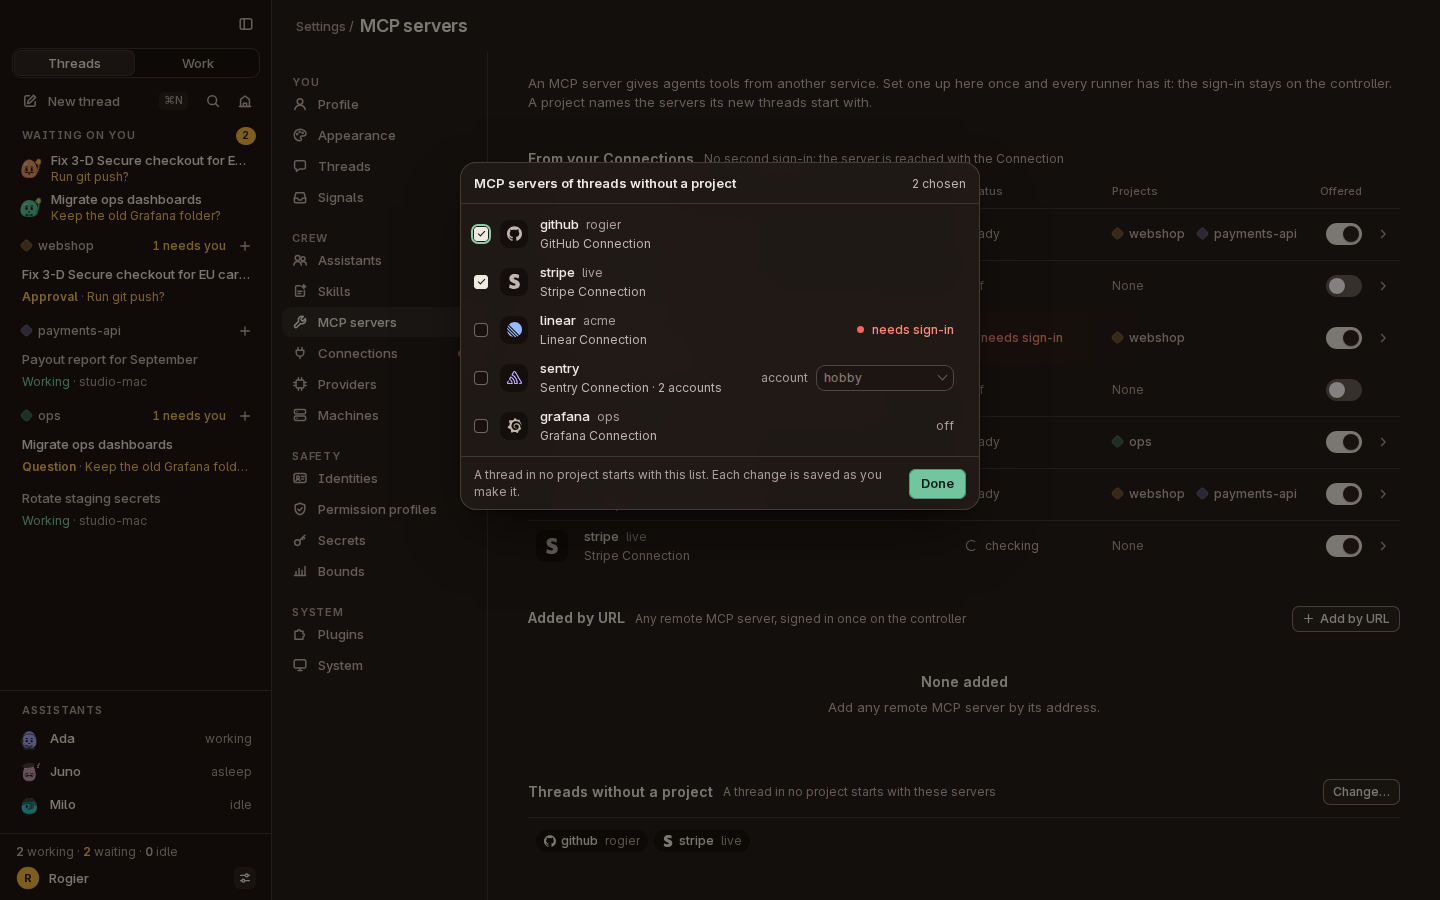 Settings / MCP servers
Threads
Work
New thread
⌘N
WAITING ON YOU
2
Fix 3-D Secure checkout for E…
Run git push?
Migrate ops dashboards
Keep the old Grafana folder?
webshop
1 needs you
Fix 3-D Secure checkout for EU car…
Approval · Run git push?
payments-api
Payout report for September
Working · studio-mac
ops
1 needs you
Migrate ops dashboards
Question · Keep the old Grafana fold…
Rotate staging secrets
Working · studio-mac
ASSISTANTS
Ada
working
Juno
asleep
Milo
idle
2 working · 2 waiting · 0 idle
R
Rogier
YOU
Profile
Appearance
Threads
Signals
CREW
Assistants
Skills
MCP servers
Connections
Providers
Machines
SAFETY
Identities
Permission profiles
Secrets
Bounds
SYSTEM
Plugins
System
An MCP server gives agents tools from another service. Set one up here once and every runner has it: the sign-in stays on the controller.
A project names the servers its new threads start with.
From your Connections
No second sign-in: the server is reached with the Connection
Projects
Offered
webshop
payments-api
None
needs sign-in
webshop
None
ops
webshop
payments-api
stripe live
Stripe Connection
checking
None
MCP servers of threads without a project
2 chosen
github rogier
GitHub Connection
stripe live
Stripe Connection
linear acme
Linear Connection
needs sign-in
sentry
Sentry Connection · 2 accounts
account
hobby
grafana ops
Grafana Connection
off
A thread in no project starts with this list. Each change is saved as you
make it.
Done
Added by URL
Any remote MCP server, signed in once on the controller
Add by URL
None added
Add any remote MCP server by its address.
Threads without a project
A thread in no project starts with these servers
Change…
github rogier
stripe live